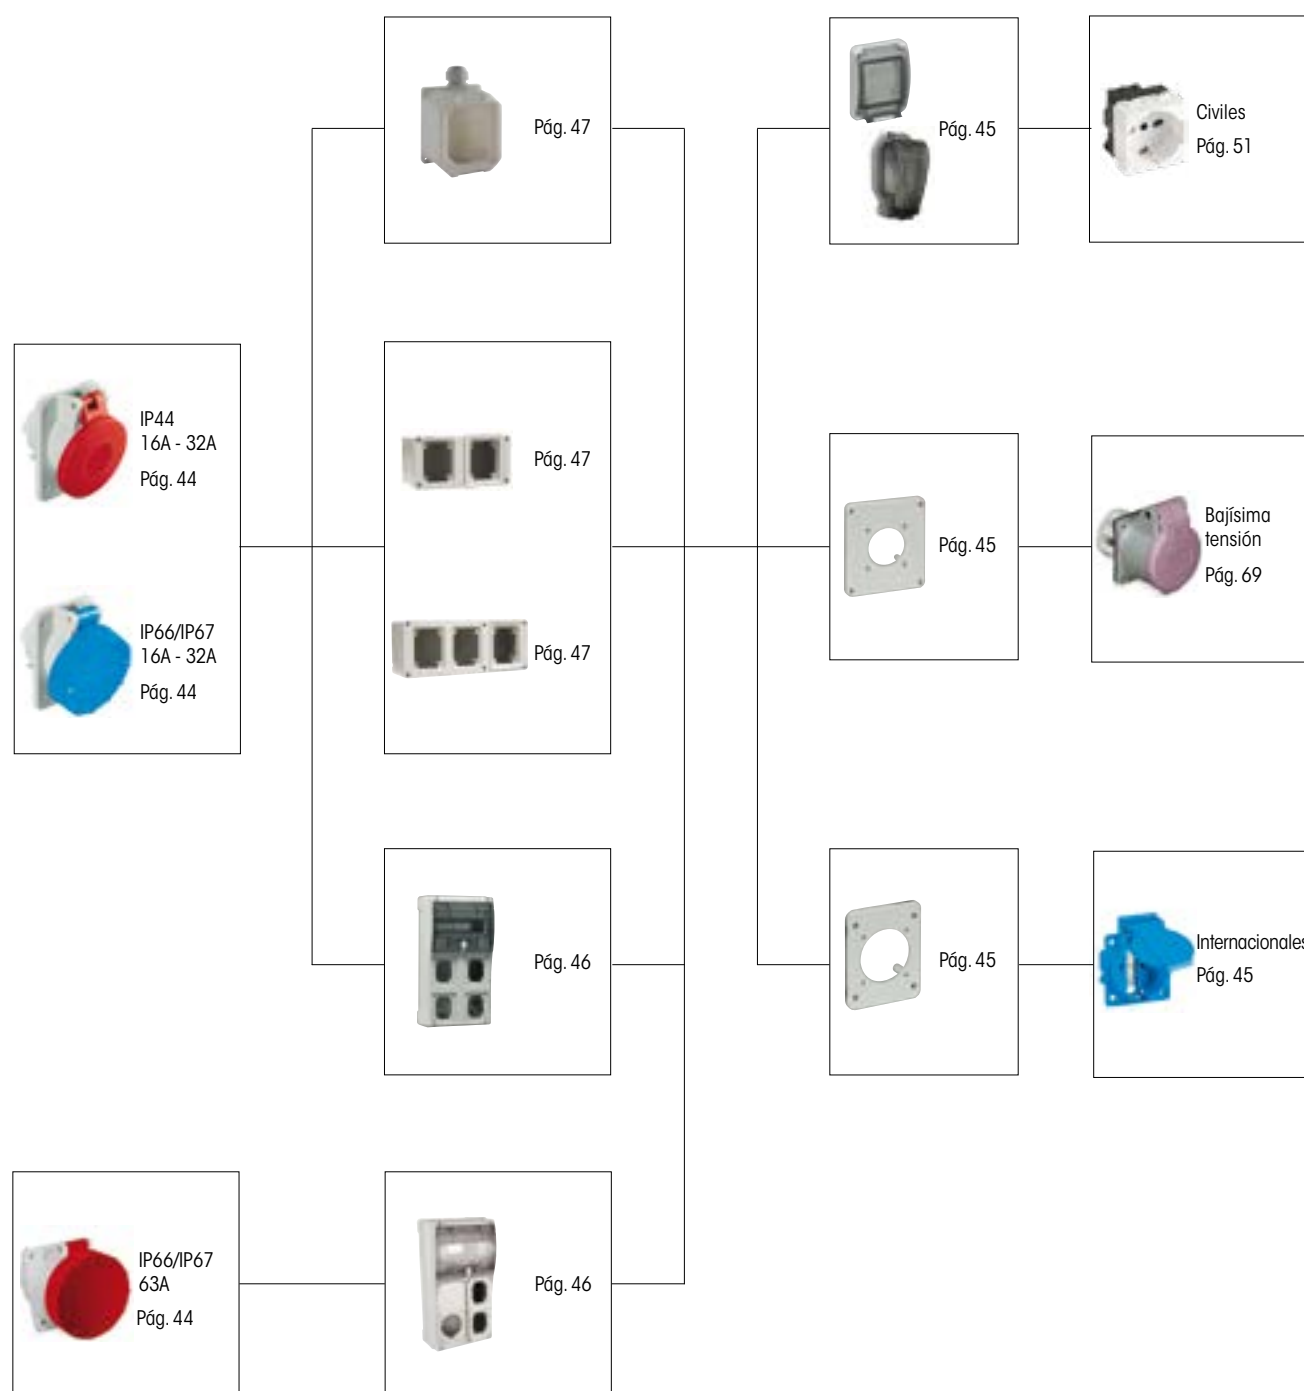 Pág. 47
Pág. 45
Civiles
Pág. 51
IP44
16A - 32A
Pág. 44
IP66/IP67
16A - 32A
Pág. 44
Pág. 47
Pág. 47
Pág. 45
Bajísima
tensión
Pág. 69
Pág. 46
Pág. 45
Internacionales
Pág. 45
IP66/IP67
63A
Pág. 44
Pág. 46